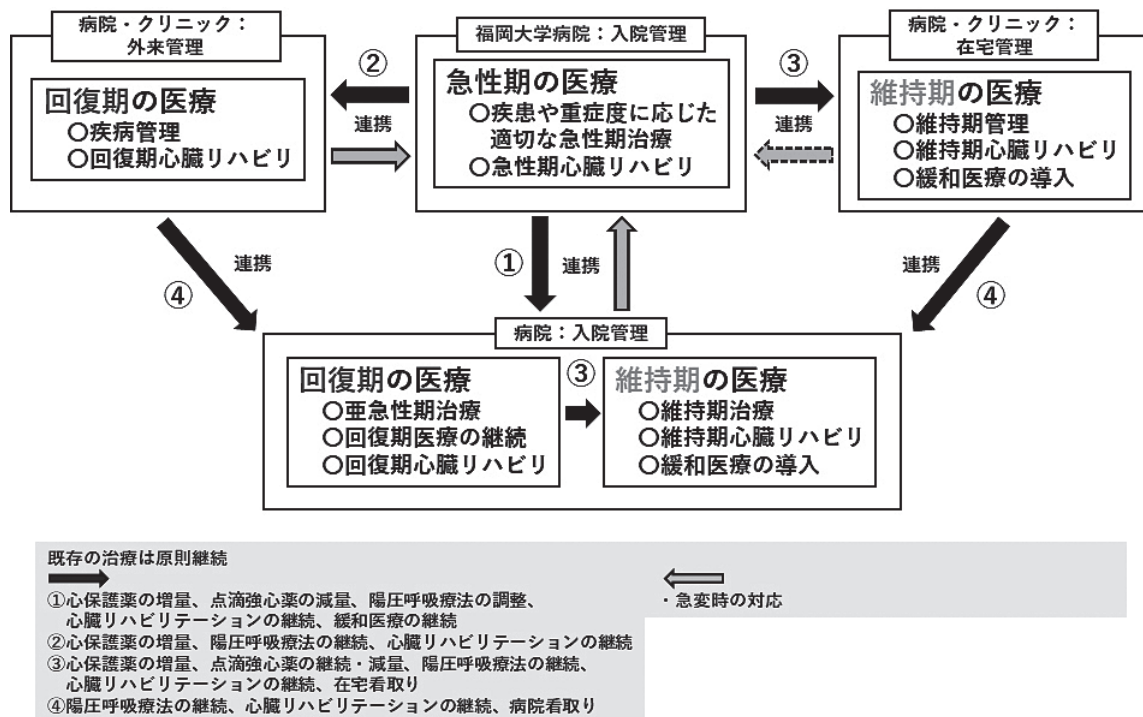 病院・クリニック：
外来管理
②
回復期の医療
〇疾病管理
〇回復期心臓リハビリ
連携
福岡大学病院：入院管理
急性期の医療
〇疾患や重症度に応じた
適切な急性期治療
〇急性期心臓リハビリ
③
連携
病院・クリニック：
在宅管理
維持期の医療
〇維持期管理
〇維持期心臓リハビリ
〇緩和医療の導入
④
連携
①
連携
連携
④
病院：入院管理
回復期の医療
〇亜急性期治療
〇回復期医療の継続
〇回復期心臓リハビリ
③
維持期の医療
〇維持期治療
〇維持期心臓リハビリ
〇緩和医療の導入
既存の治療は原則継続
①心保護薬の増量、点滴強心薬の減量、陽圧呼吸療法の調整、
心臓リハビリテーションの継続、緩和医療の継続
②心保護薬の増量、陽圧呼吸療法の継続、心臓リハビリテーションの継続
③心保護薬の増量、点滴強心薬の継続・減量、陽圧呼吸療法の継続、
心臓リハビリテーションの継続、在宅看取り
④陽圧呼吸療法の継続、心臓リハビリテーションの継続、病院看取り
・急変時の対応